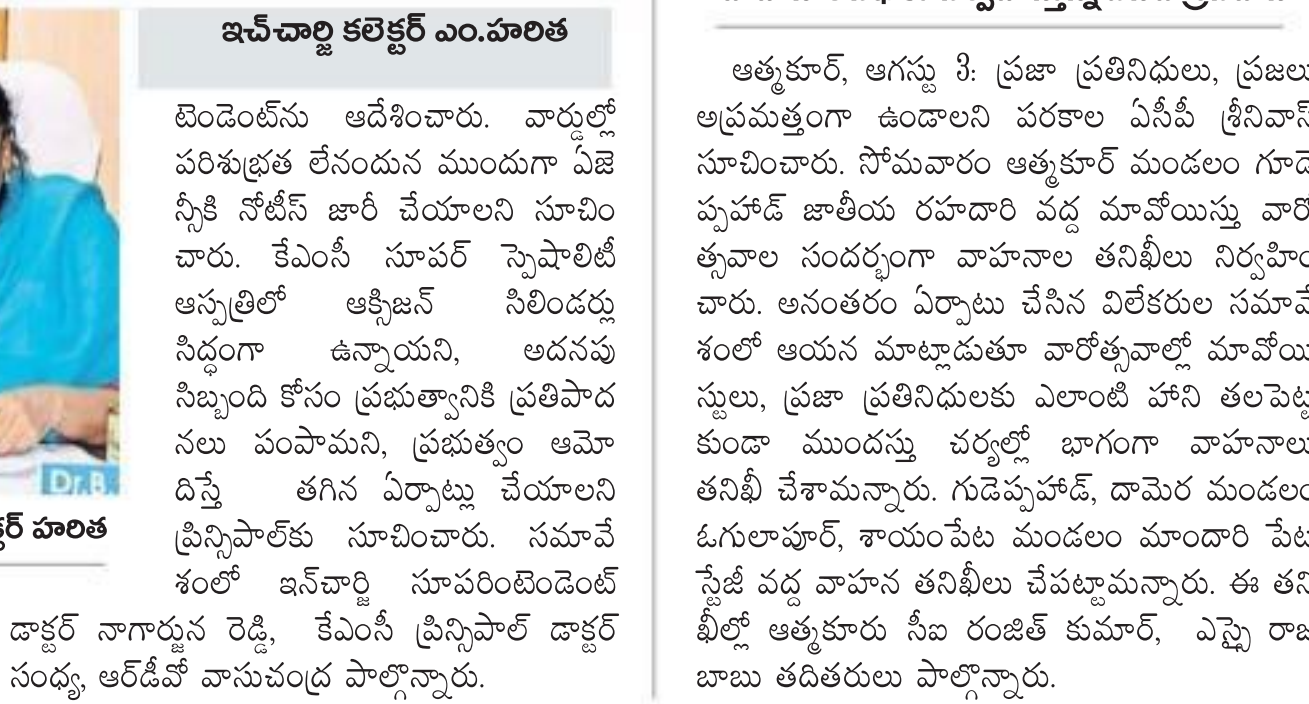 ఇచ్‌చార్జి కలెక్టర్ ఎం.హరిత
టెండెంట్‌ను ఆదేశించారు. వార్డుల్లో
పరిశుభ్రత లేనందున ముందుగా ఏజె
న్సీకి నోటీస్ జారీ చేయాలని సూచిం
చారు. కేఎంసీ సూపర్ స్పెషాలిటీ
ఆస్పత్రిలో ఆక్సిజన్ సిలిండర్లు
సిద్ధంగా ఉన్నాయని, అదనపు
సిబ్బంది కోసం ప్రభుత్వానికి ప్రతిపాద
నలు పంపామని, ప్రభుత్వం ఆమో
దిస్తే తగిన ఏర్పాట్లు చేయాలని
ప్రిన్సిపాల్‌కు సూచించారు. సమావే
శంలో ఇన్‌చార్జి సూపరింటెండెంట్
డాక్టర్ నాగార్జున రెడ్డి, కేఎంసీ ప్రిన్సిపాల్ డాక్టర్
సంధ్య, ఆర్‌డీవో వాసుచంద్ర పాల్గొన్నారు.
Dr.B.
హరిత
ఆత్మకూర్, ఆగస్టు 3: ప్రజా ప్రతినిధులు, ప్రజలు
అప్రమత్తంగా ఉండాలని పరకాల ఏసీపీ శ్రీనివాస్
సూచించారు. సోమవారం ఆత్మకూర్ మండలం గూడె
ప్పహాడ్ జాతీయ రహదారి వద్ద మావోయిస్తు వారో
త్సవాల సందర్భంగా వాహనాల తనిఖీలు నిర్వహిం
చారు. అనంతరం ఏర్పాటు చేసిన విలేకరుల సమావే
శంలో ఆయన మాట్లాడుతూ వారోత్సవాల్లో మావోయి
స్టులు, ప్రజా ప్రతినిధులకు ఎలాంటి హాని తలపెట్ట
కుండా ముందస్తు చర్యల్లో భాగంగా వాహనాలు
తనిఖీ చేశామన్నారు. గుడెప్పహాడ్, దామెర మండలం
ఓగులాపూర్, శాయంపేట మండలం మాందారి పేట
స్టేజీ వద్ద వాహన తనిఖీలు చేపట్టామన్నారు. ఈ తని
ఖీల్లో ఆత్మకూరు సీఐ రంజిత్ కుమార్, ఎస్సై రాజ
బాబు తదితరులు పాల్గొన్నారు.